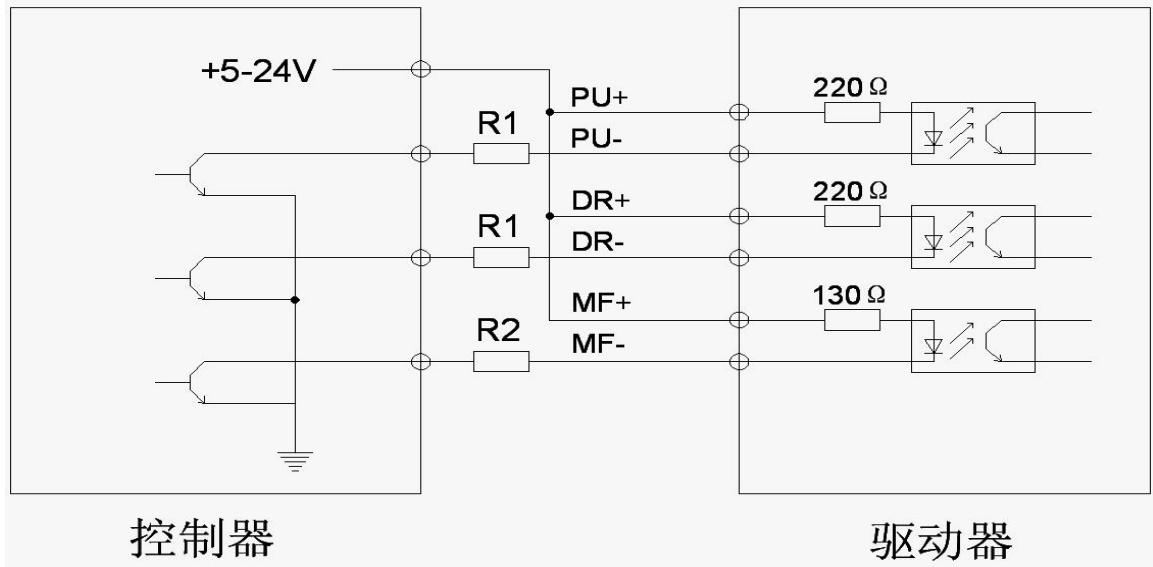 +5-24V
PU+
220Ω
R1
PU-
DR+
220Ω
R1
DR-
MF+
130Ω
R2
MF-
控制器
驱动器